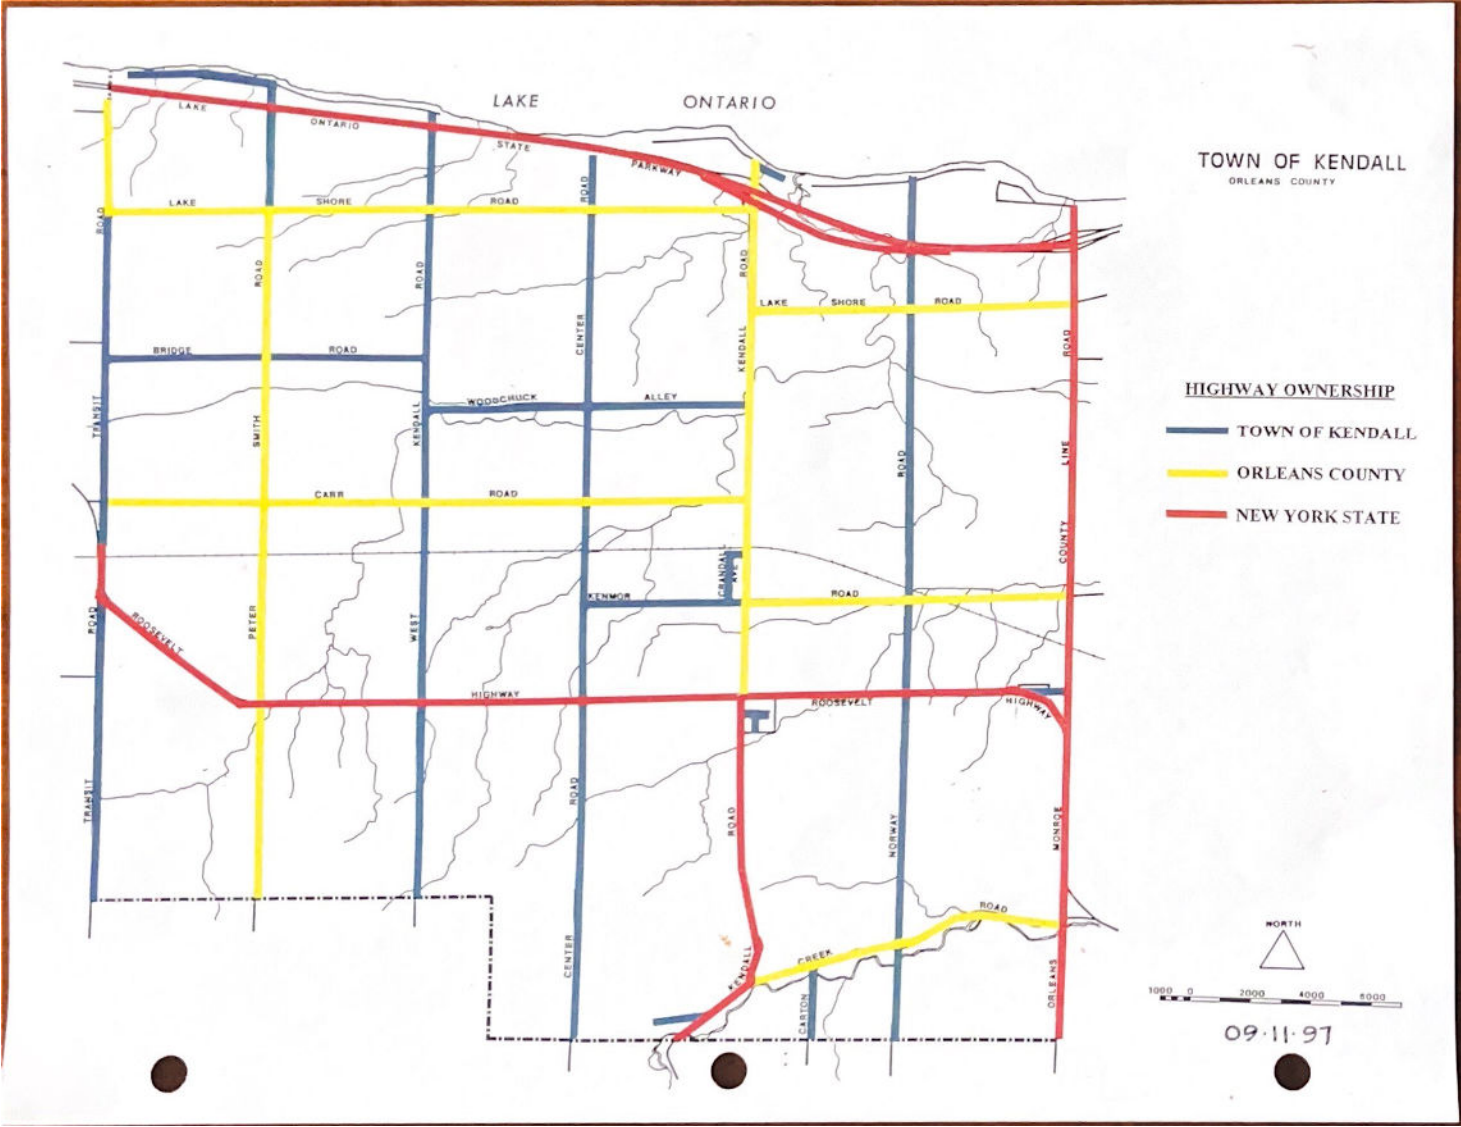 LAKE ONTARIO
TOWN OF KENDALL
ORLEANS COUNTY
LAKE ONTARIO STATE PARKWAY
LAKE SHORE ROAD
ROAD
ROAD
ROAD
ROAD
ROAD
LAKE SHORE ROAD
BRIDGE ROAD
CENTER
KENDALL
ROAD
WOODCHUCK ALLEY
TRANSIT
SMITH
KENDALL
ROAD
LINE
HIGHWAY OWNERSHIP
TOWN OF KENDALL
ORLEANS COUNTY
NEW YORK STATE
CARR ROAD
COUNTY
CRANDALL
AVE
KENMOR ROAD
ROAD
ROOSEVELT
PETER
WEST
HIGHWAY
ROOSEVELT
HIGHWAY
TRANSIT
ROAD
ROAD
NORWAY
MONROE
ROAD
CENTER
KENDALL
CREEK
CARTON
ORLEANS
NORTH
1000 0 2000 4000 6000
09·11·97